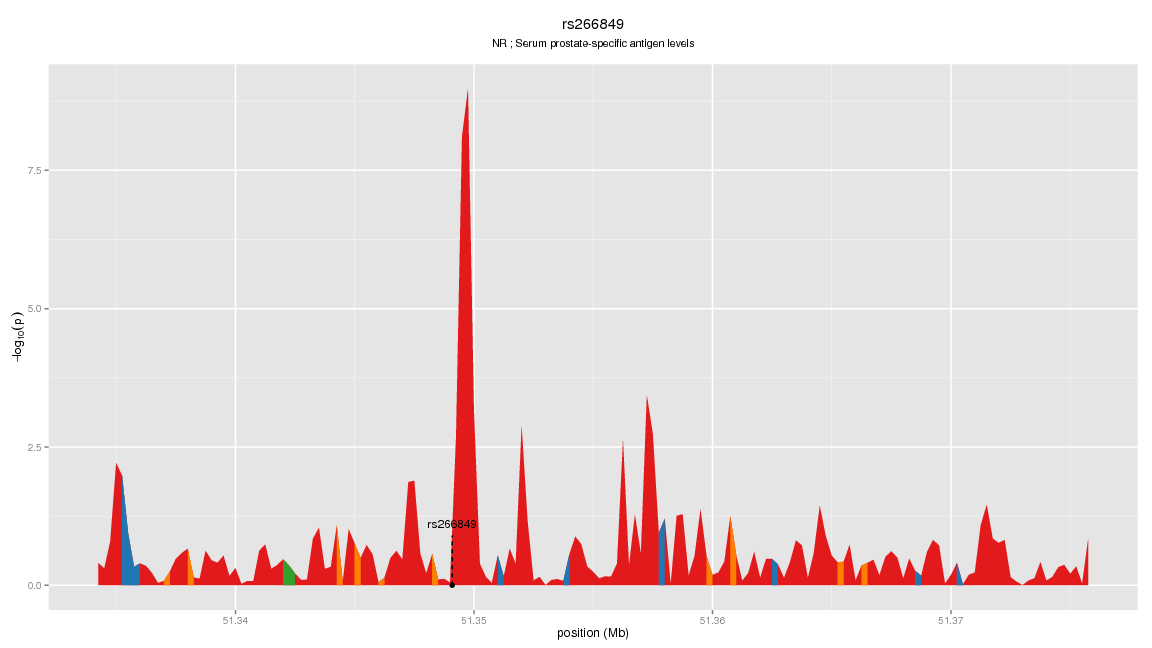 rs266849
NR ; Serum prostate-specific antigen levels
−log10(p)
7.5
5.0
2.5
0.0
rs266849
51.34
51.35
51.36
51.37
position (Mb)